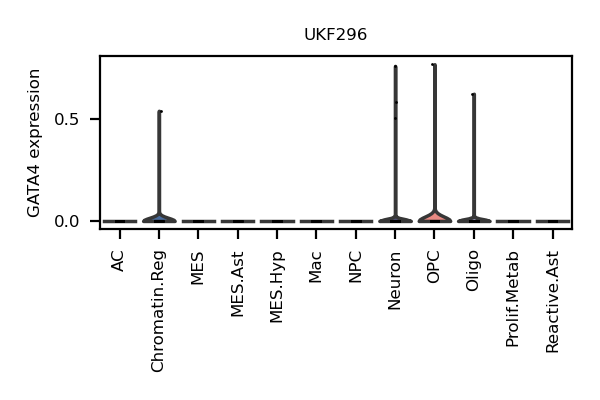 UKF296
GATA4 expression
0.5
0.0
AC
Chromatin.Reg
MES
MES.Ast
MES.Hyp
Mac
NPC
Neuron
OPC
Oligo
Prolif.Metab
Reactive.Ast